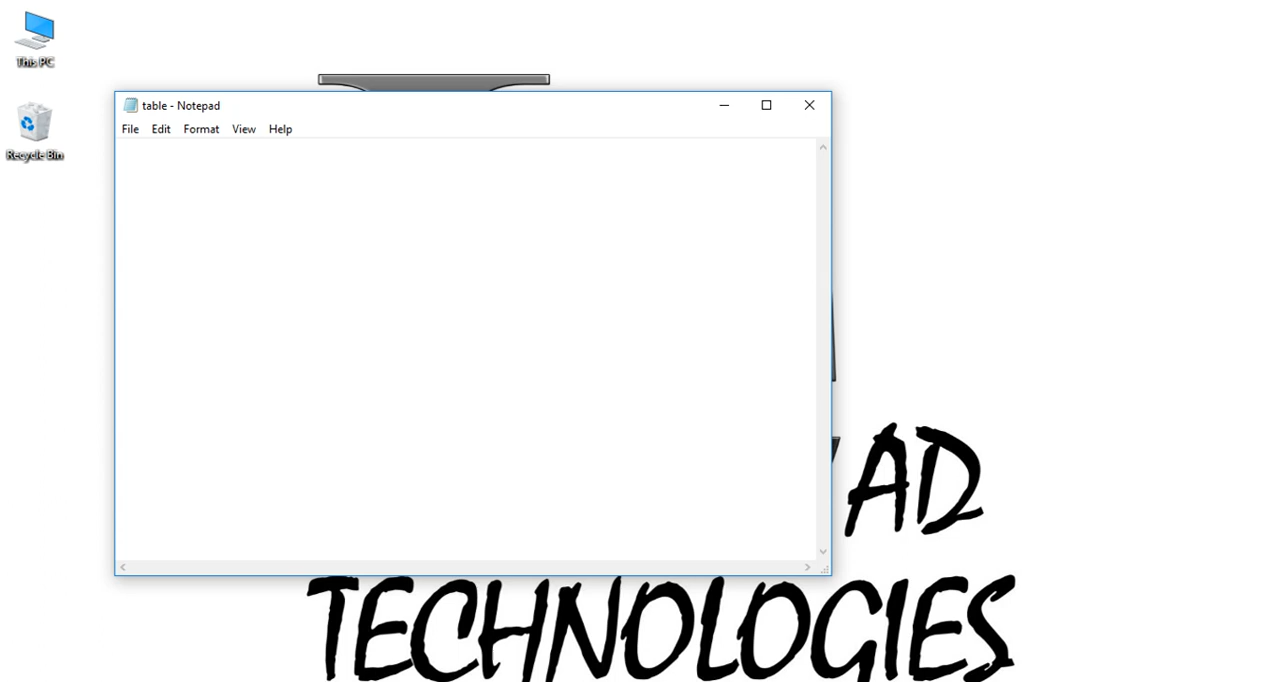 This PC
Recycle Bin
table - Notepad
File Edit Format View Help
AD
TECHNOLOGIES